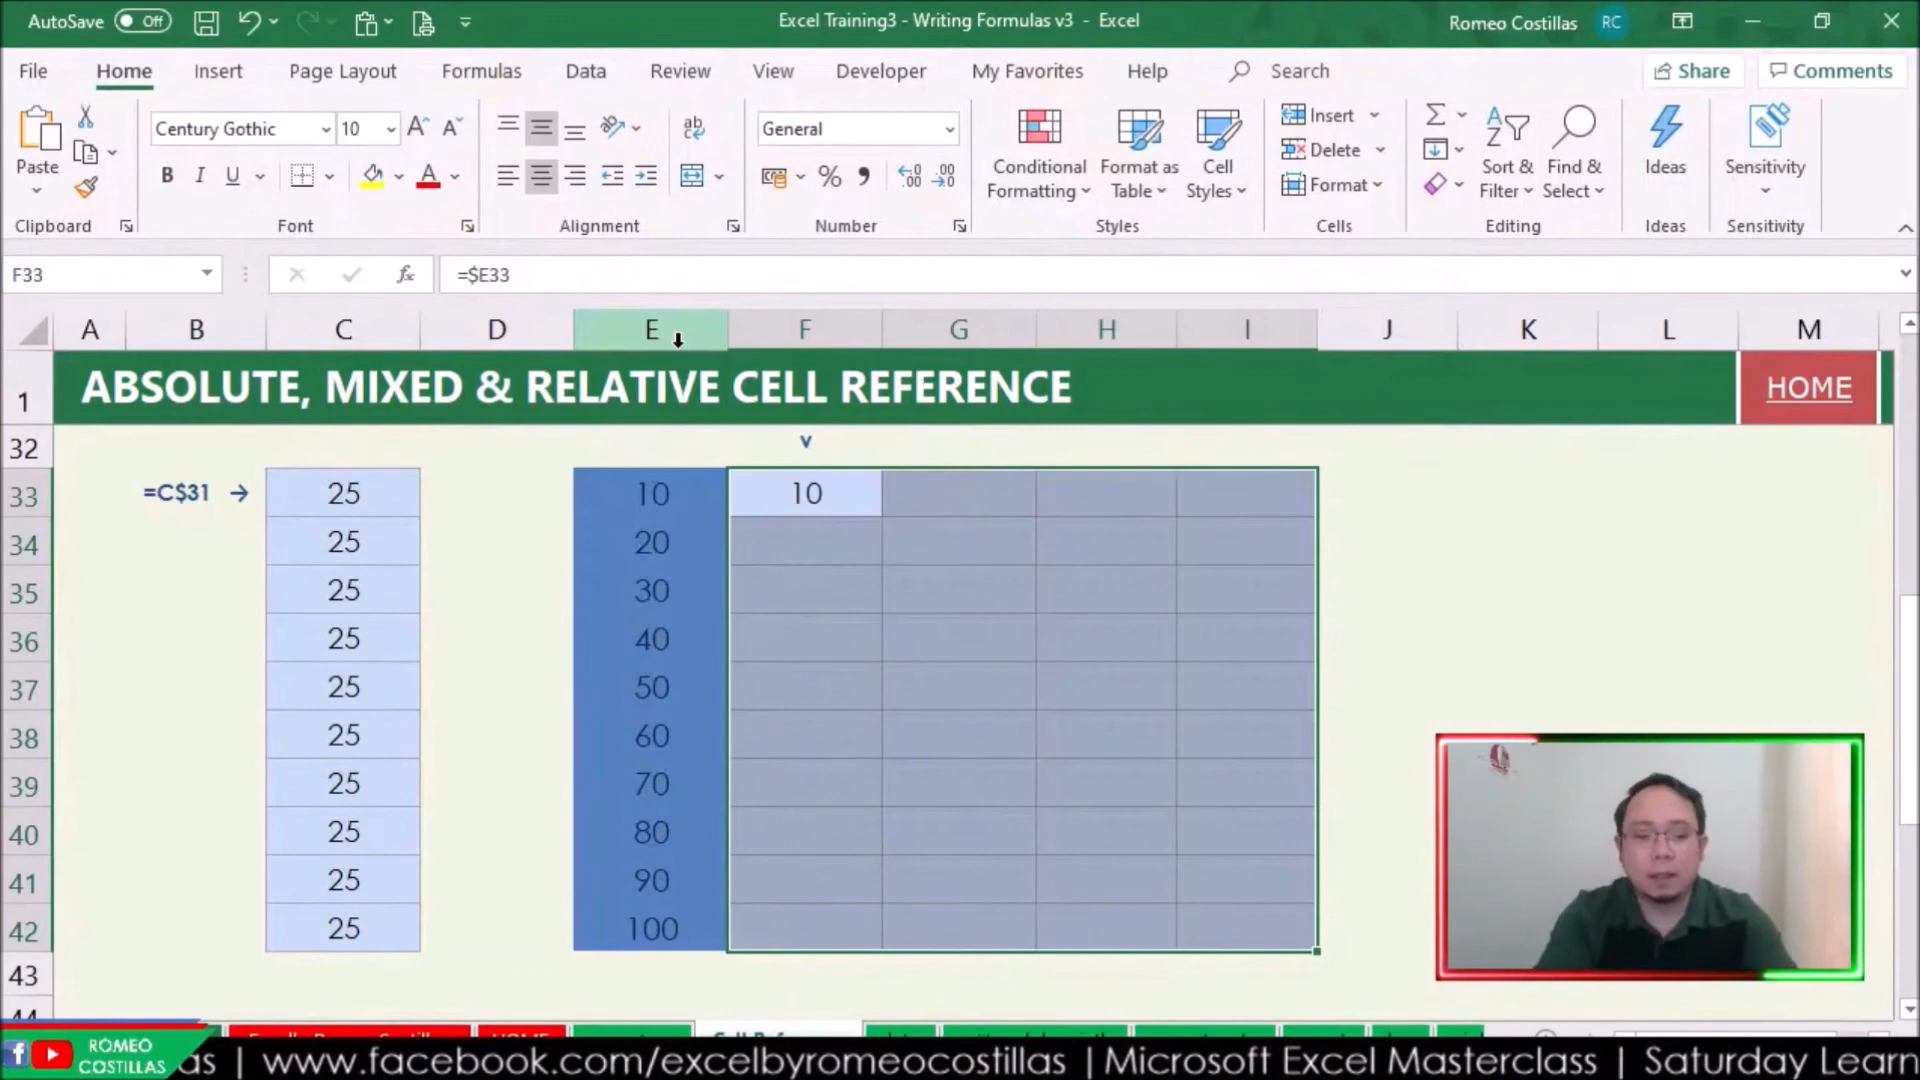 AutoSave Off Excel Training3 - Writing Formulas v3 - Excel Romeo Costillas RC
File Home Insert Page Layout Formulas Data Review View Developer My Favorites Help Search Share Comments
Century Gothic 10 General Insert
Paste Conditional Formatting Format as Table Cell Styles Delete Sort & Filter Find & Select Ideas Sensitivity
B I U % Format
Clipboard Font Alignment Number Styles Cells Editing Ideas Sensitivity
F33 fx =$E33
A B C D E F G H I J K L M
1 ABSOLUTE, MIXED & RELATIVE CELL REFERENCE HOME
32 v
33 =C$31 → 25 10 10
34 25 20
35 25 30
36 25 40
37 25 50
38 25 60
39 25 70
40 25 80
41 25 90
42 25 100
43
44
ROMEO
COSTILLAS
as | www.facebook.com/excelbyromeocostillas | Microsoft Excel Masterclass | Saturday Learn